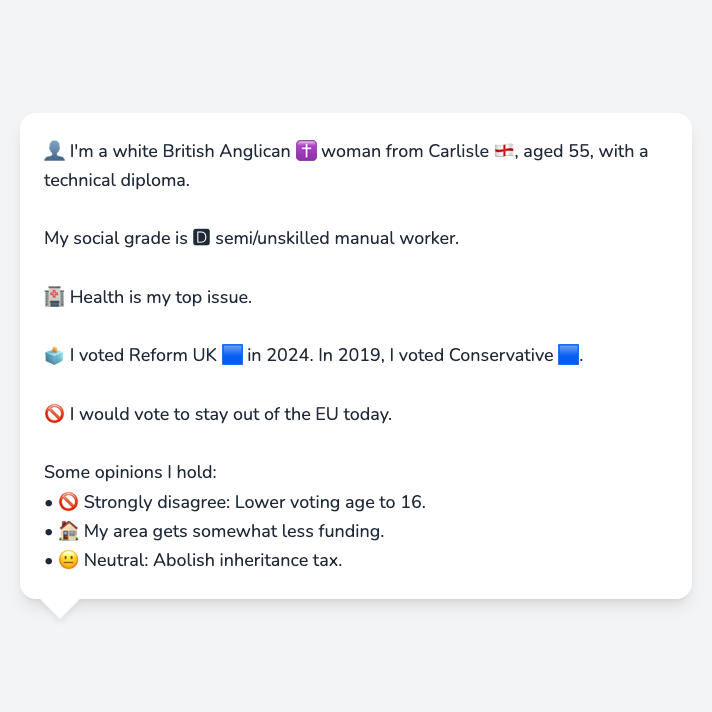 👤 I'm a white British Anglican ✝️ woman from Carlisle 🏴󠁧󠁢󠁥󠁮󠁧󠁿, aged 55, with a
technical diploma.
My social grade is 🅳 semi/unskilled manual worker.
🏥 Health is my top issue.
🗳️ I voted Reform UK 🟦 in 2024. In 2019, I voted Conservative 🟦.
🚫 I would vote to stay out of the EU today.
Some opinions I hold:
• 🚫 Strongly disagree: Lower voting age to 16.
• 🏠 My area gets somewhat less funding.
• 😐 Neutral: Abolish inheritance tax.